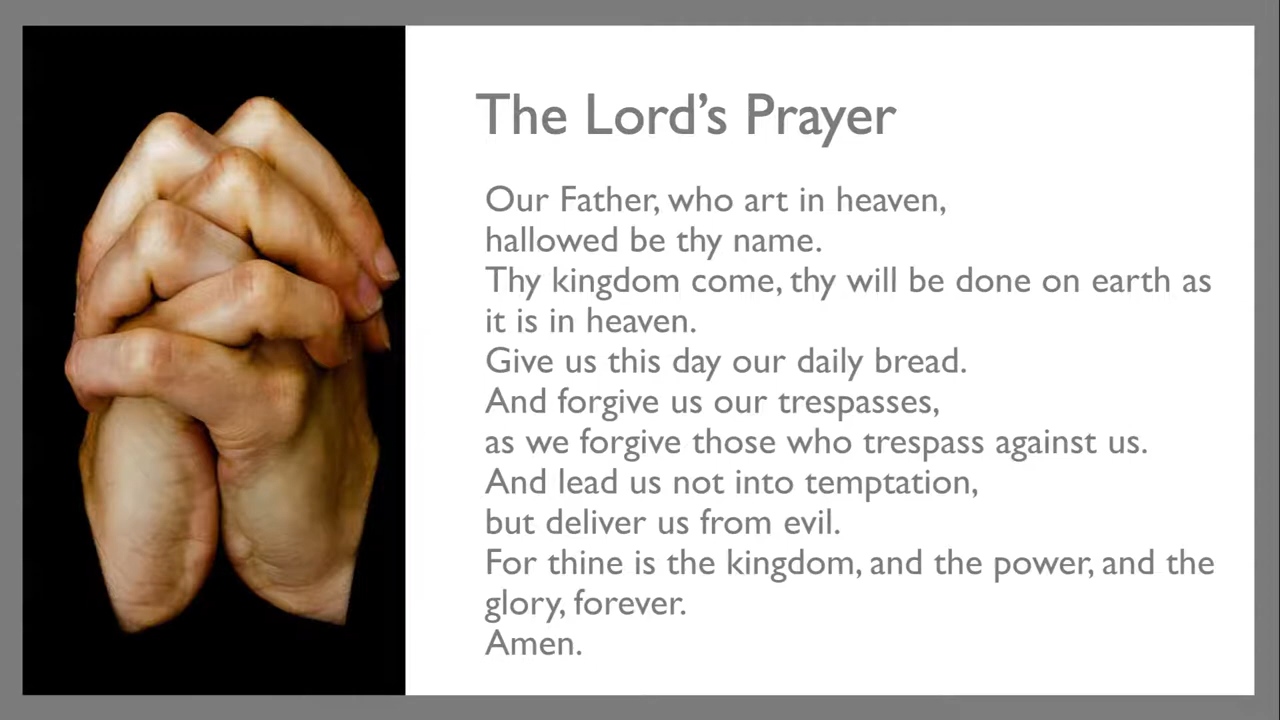 The Lord’s Prayer
Our Father, who art in heaven,
hallowed be thy name.
Thy kingdom come, thy will be done on earth as
it is in heaven.
Give us this day our daily bread.
And forgive us our trespasses,
as we forgive those who trespass against us.
And lead us not into temptation,
but deliver us from evil.
For thine is the kingdom, and the power, and the
glory, forever.
Amen.